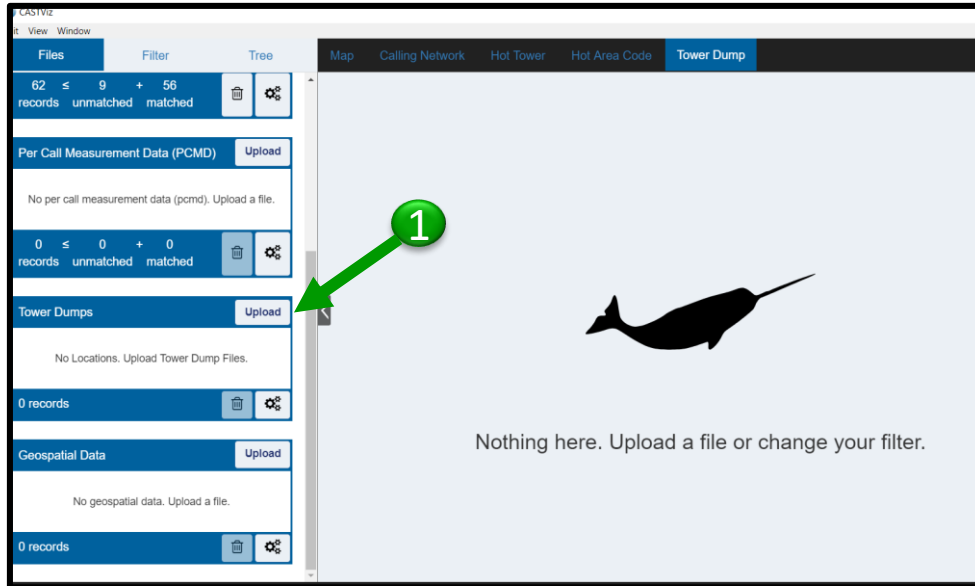 CASTViz
it View Window
Files Filter Tree
Map Calling Network Hot Tower Hot Area Code Tower Dump
62 ≤ 9 + 56
records unmatched matched
Per Call Measurement Data (PCMD) Upload
No per call measurement data (pcmd). Upload a file.
0 ≤ 0 + 0
records unmatched matched
1
Tower Dumps Upload
No Locations. Upload Tower Dump Files.
0 records
Nothing here. Upload a file or change your filter.
Geospatial Data Upload
No geospatial data. Upload a file.
0 records